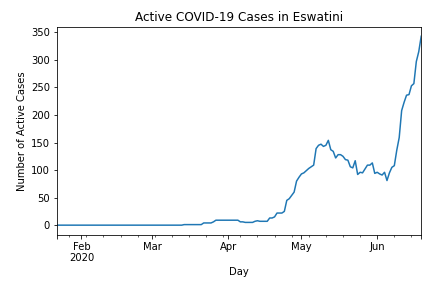 Active COVID-19 Cases in Eswatini
350
300
250
200
150
100
50
0
Number of Active Cases
Feb
2020
Mar
Apr
May
Jun
Day